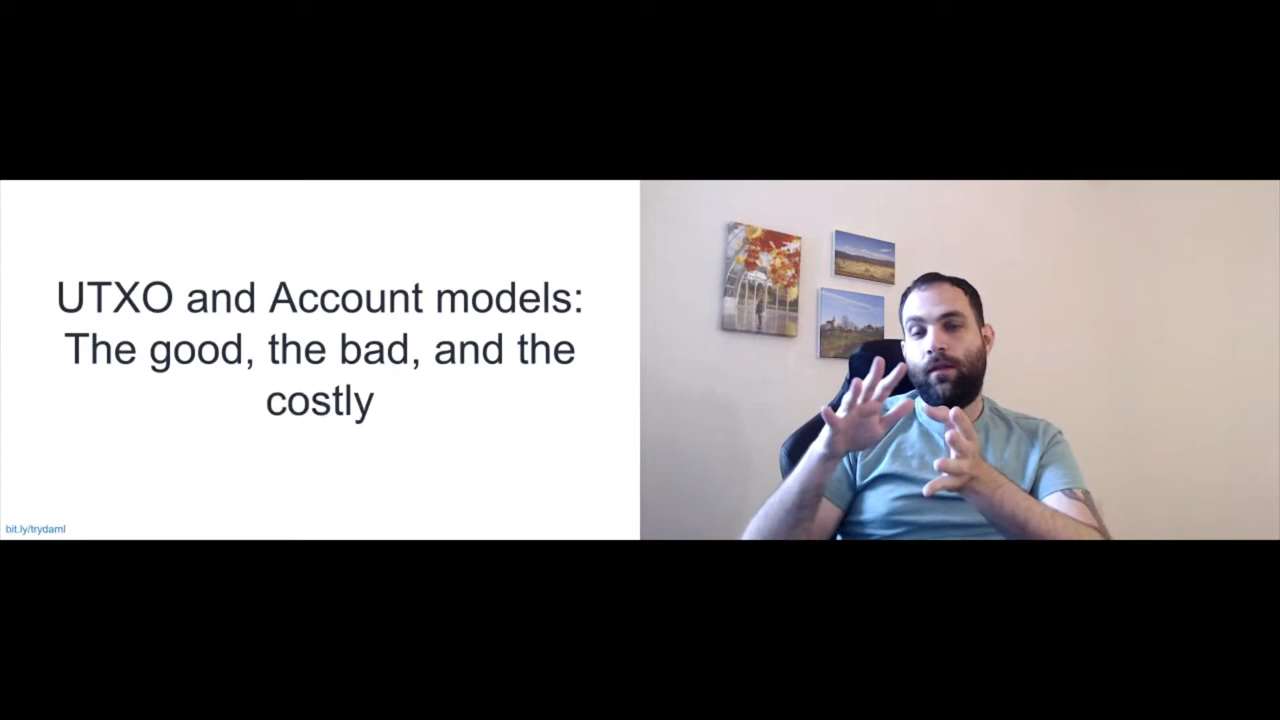 UTXO and Account models:
The good, the bad, and the
costly
bit.ly/trydaml